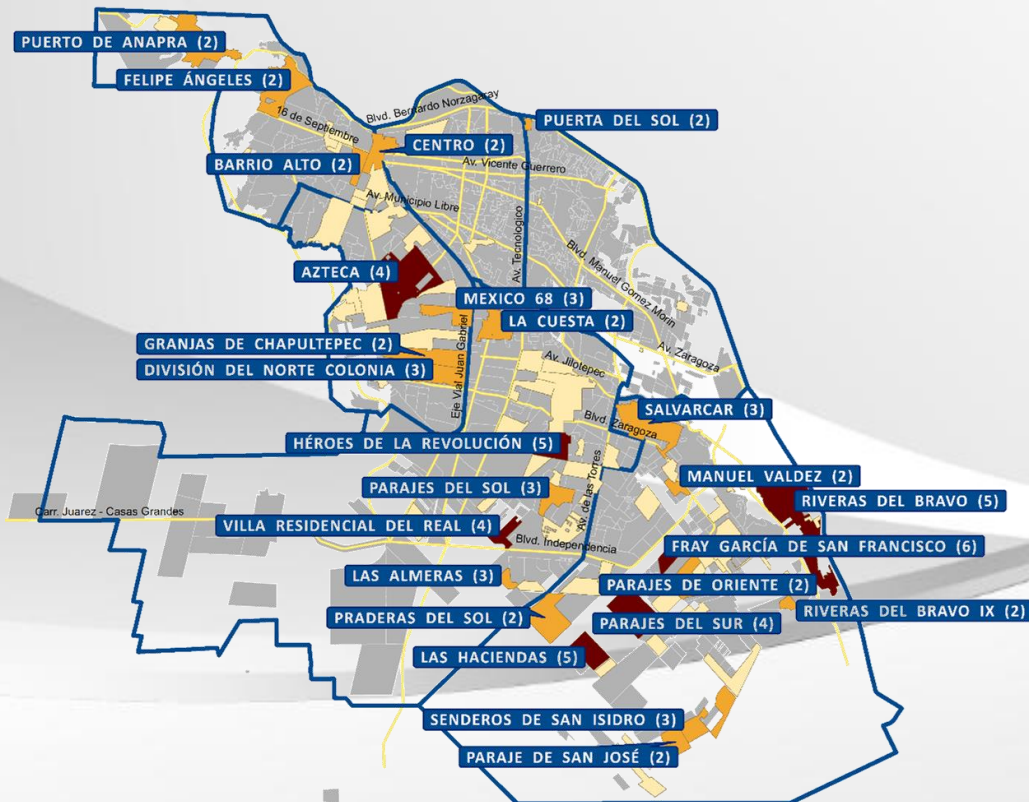 PUERTO DE ANAPRA (2)
FELIPE ÁNGELES (2)
Blvd. Bernardo Norzagaray
16 de Septiembre
PUERTA DEL SOL (2)
CENTRO (2)
BARRIO ALTO (2)
Av. Vicente Guerrero
Av. Municipio Libre
Av. Tecnologico
Blvd. Manuel Gomez Morin
AZTECA (4)
MEXICO 68 (3)
LA CUESTA (2)
Eje Vial Juan Gabriel
GRANJAS DE CHAPULTEPEC (2)
Av. Zaragoza
Av. Jilotepec
DIVISIÓN DEL NORTE COLONIA (3)
SALVARCAR (3)
Blvd. Zaragoza
HÉROES DE LA REVOLUCIÓN (5)
MANUEL VALDEZ (2)
PARAJES DEL SOL (3)
Av. de las Torres
RIVERAS DEL BRAVO (5)
Carr. Juarez - Casas Grandes
VILLA RESIDENCIAL DEL REAL (4)
Blvd. Independencia
FRAY GARCÍA DE SAN FRANCISCO (6)
LAS ALMERAS (3)
PARAJES DE ORIENTE (2)
RIVERAS DEL BRAVO IX (2)
PRADERAS DEL SOL (2)
PARAJES DEL SUR (4)
LAS HACIENDAS (5)
SENDEROS DE SAN ISIDRO (3)
PARAJE DE SAN JOSÉ (2)